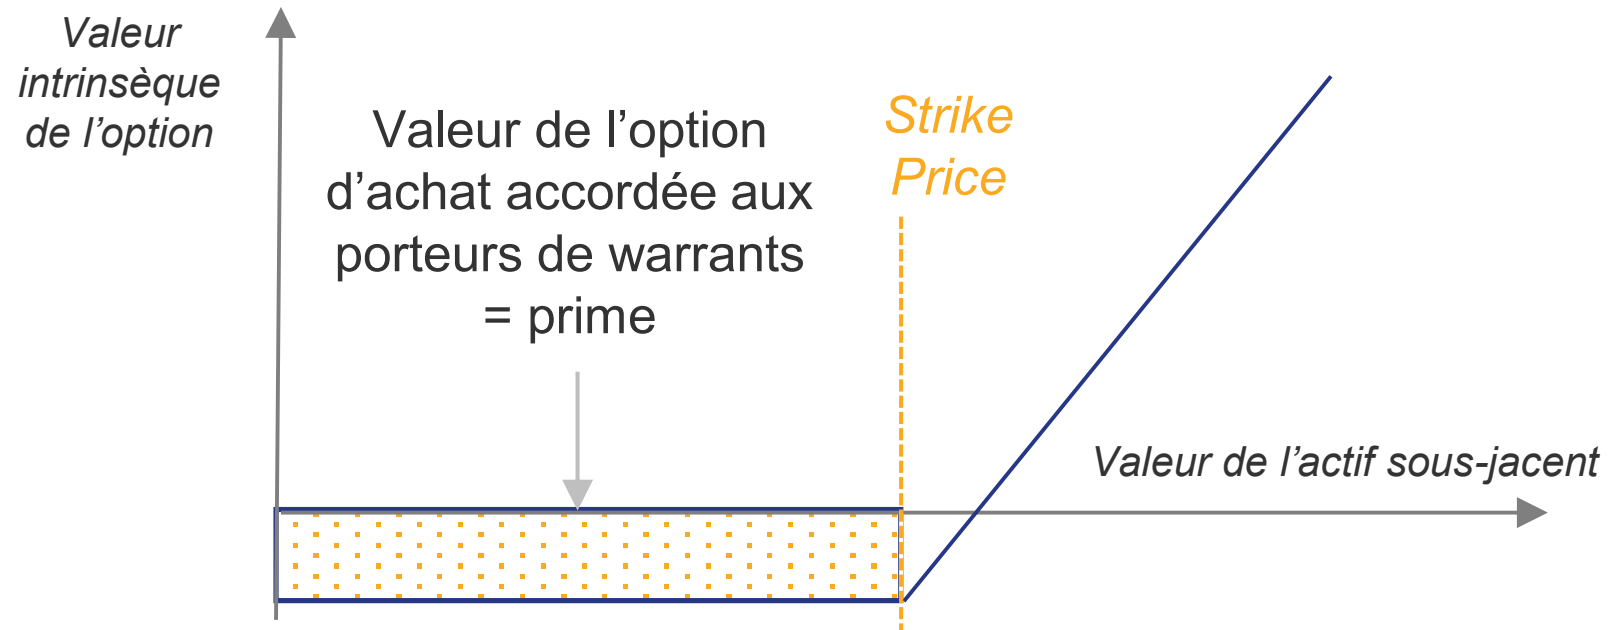 Valeur
intrinsèque
de l’option
Valeur de l’option
d’achat accordée aux
porteurs de warrants
= prime
Strike
Price
Valeur de l’actif sous-jacent